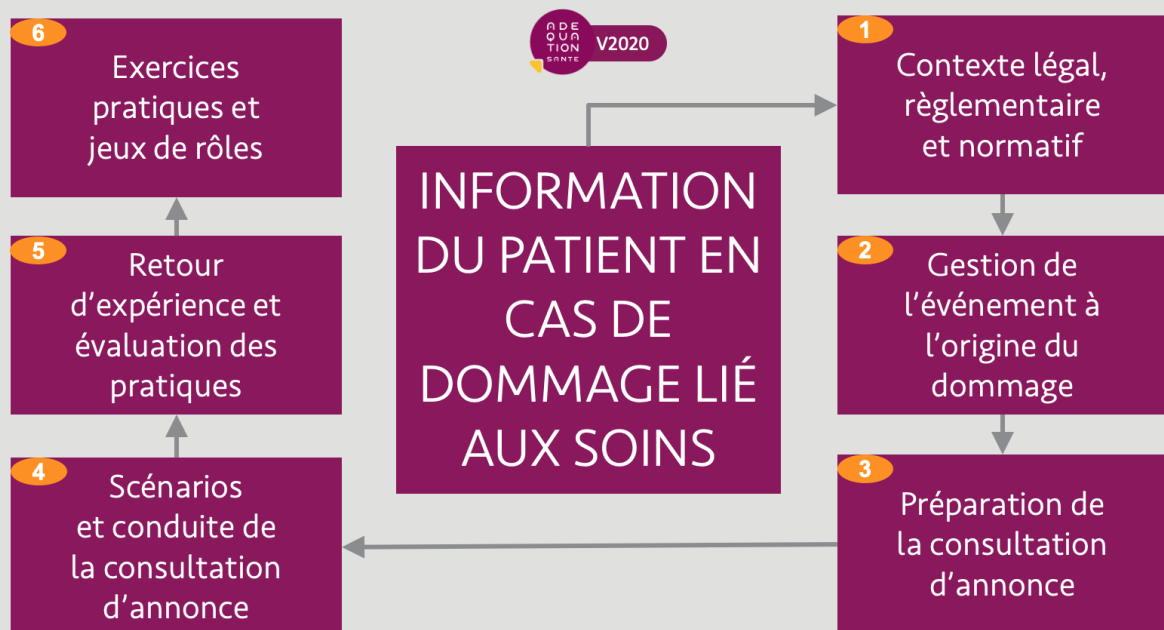 ADE
QUA
TION
SANTE
V2020
INFORMATION
DU PATIENT EN
CAS DE
DOMMAGE LIÉ
AUX SOINS
1
Contexte légal,
règlementaire
et normatif
2
Gestion de
l’événement à
l’origine du
dommage
3
Préparation de
la consultation
d’annonce
4
Scénarios
et conduite de
la consultation
d’annonce
5
Retour
d’expérience et
évaluation des
pratiques
6
Exercices
pratiques et
jeux de rôles